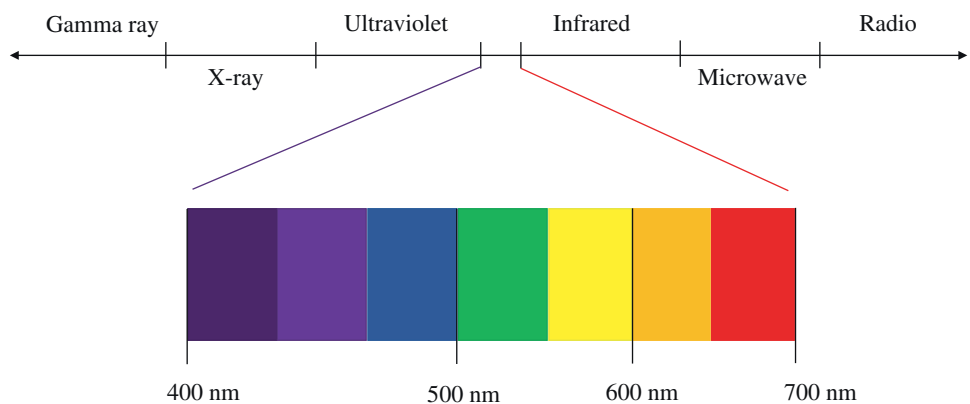 Gamma ray Ultraviolet Infrared Radio
X-ray Microwave
400 nm 500 nm 600 nm 700 nm